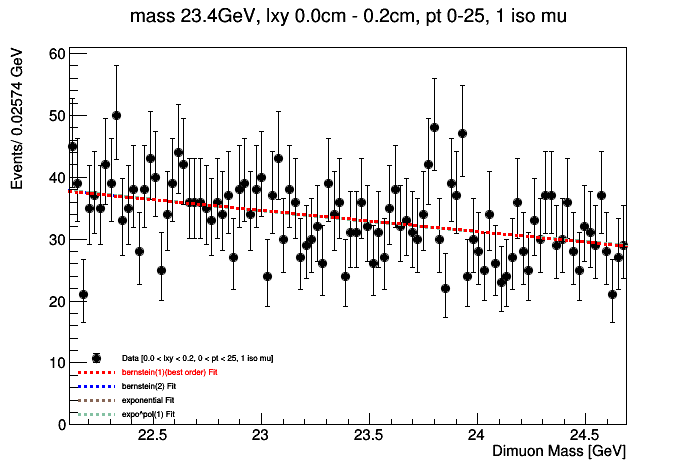 mass 23.4GeV, lxy 0.0cm - 0.2cm, pt 0-25, 1 iso mu
Events/ 0.02574 GeV
60
50
40
30
20
10
0
Data [0.0 < lxy < 0.2, 0 < pt < 25, 1 iso mu]
bernstein(1)(best order) Fit
bernstein(2) Fit
exponential Fit
expo*pol(1) Fit
22.5 23 23.5 24 24.5
Dimuon Mass [GeV]